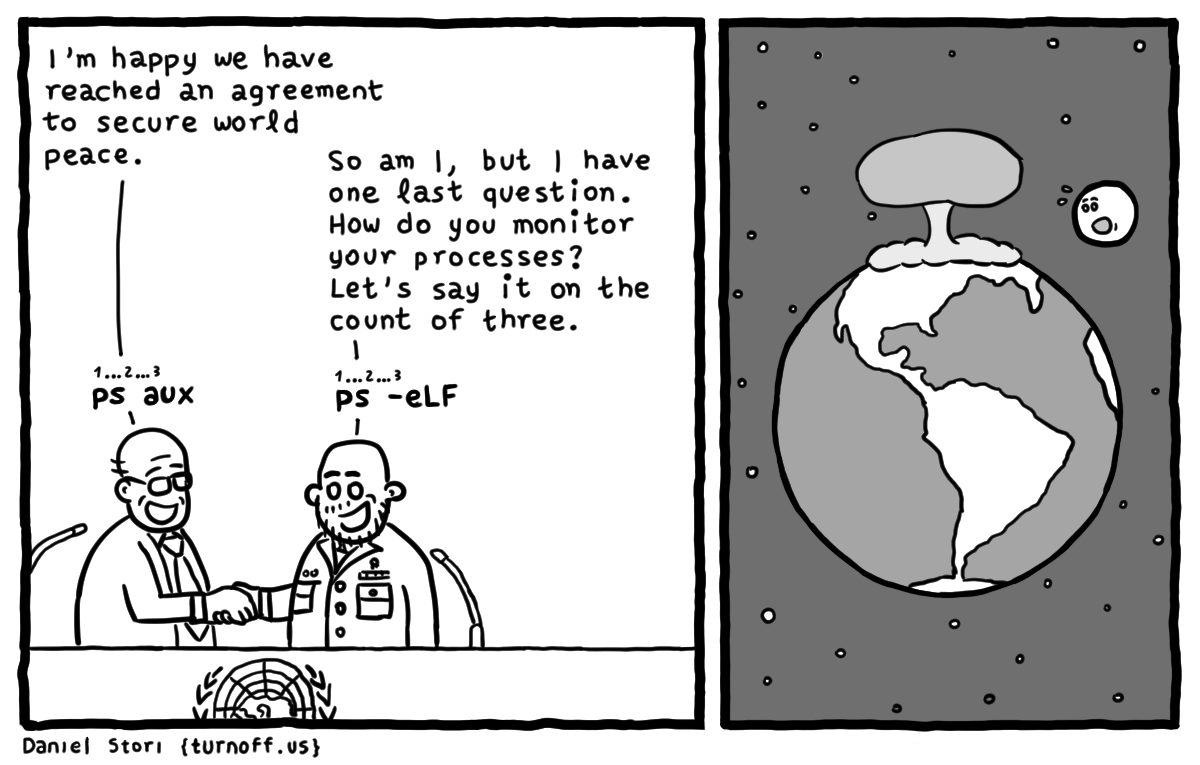 I'm happy we have
reached an agreement
to secure world
peace.
So am I, but I have
one last question.
How do you monitor
your processes?
Let's say it on the
count of three.
1...2...3
ps aux
1...2...3
ps -eLF
Daniel Stori {turnoff.us}